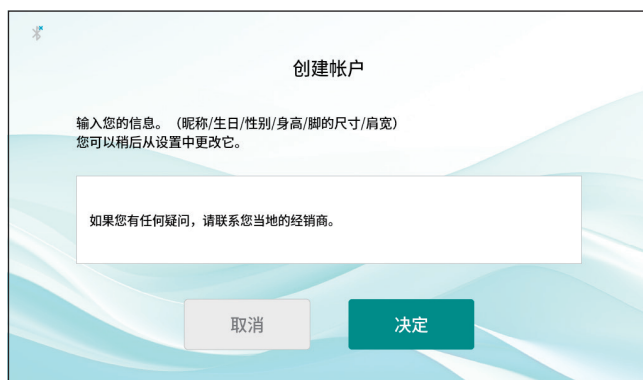 创建帐户
输入您的信息。（昵称/生日/性别/身高/脚的尺寸/肩宽）
您可以稍后从设置中更改它。
如果您有任何疑问，请联系您当地的经销商。
取消
决定